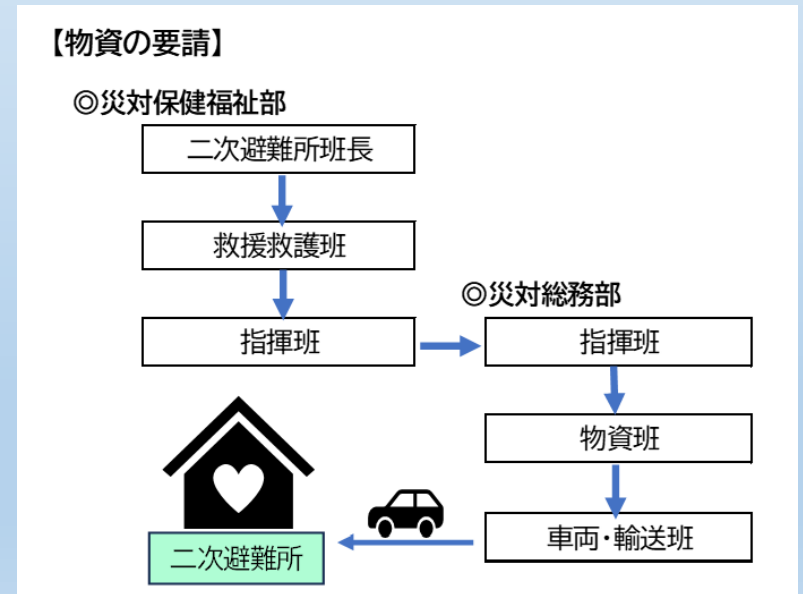 【物資の要請】
◎災対保健福祉部
二次避難所班長
救援救護班
指揮班
◎災対総務部
指揮班
物資班
車両・輸送班
二次避難所